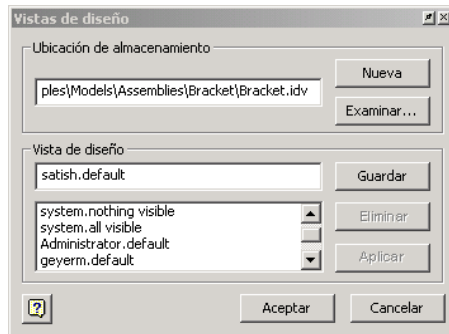 Vistas de diseño
Ubicación de almacenamiento
ples\Models\Assemblies\Bracket\Bracket.idv
Nueva
Examinar...
Vista de diseño
satish.default
Guardar
system.nothing visible
system.all visible
Administrator.default
geyerm.default
Eliminar
Aplicar
?
Aceptar
Cancelar